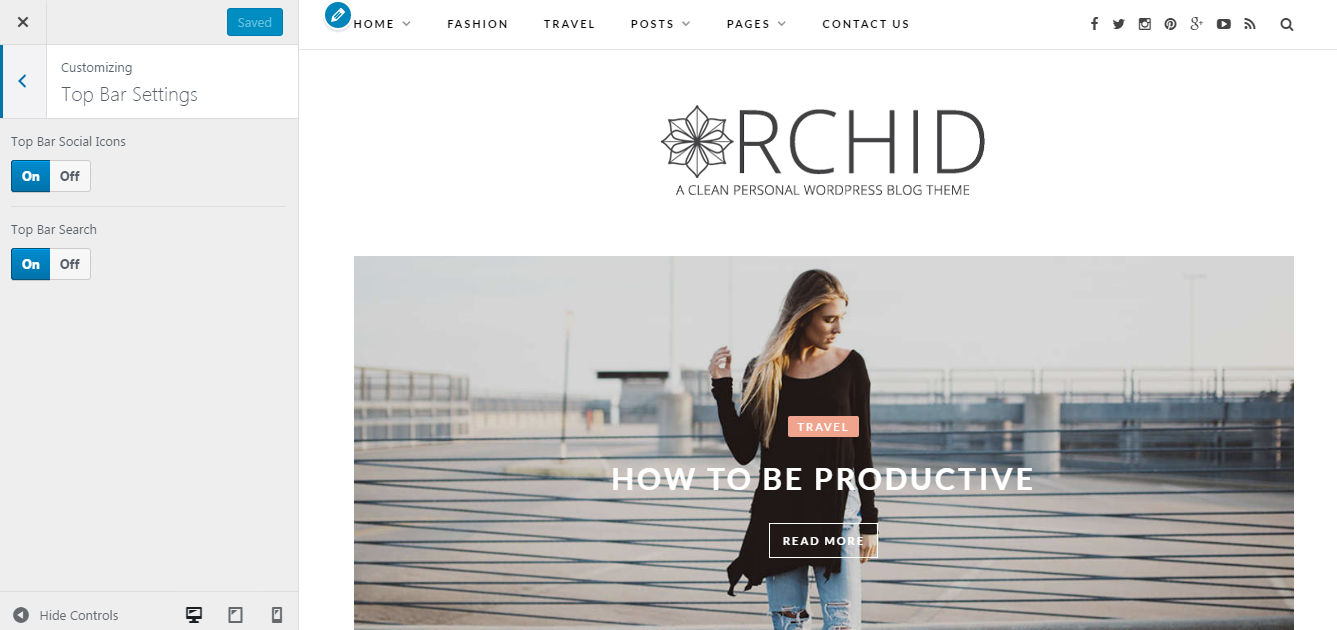 Saved
HOME FASHION TRAVEL POSTS PAGES CONTACT US
Customizing
Top Bar Settings
Top Bar Social Icons
On Off
Top Bar Search
On Off
RCHID
A CLEAN PERSONAL WORDPRESS BLOG THEME
TRAVEL
HOW TO BE PRODUCTIVE
READ MORE
Hide Controls